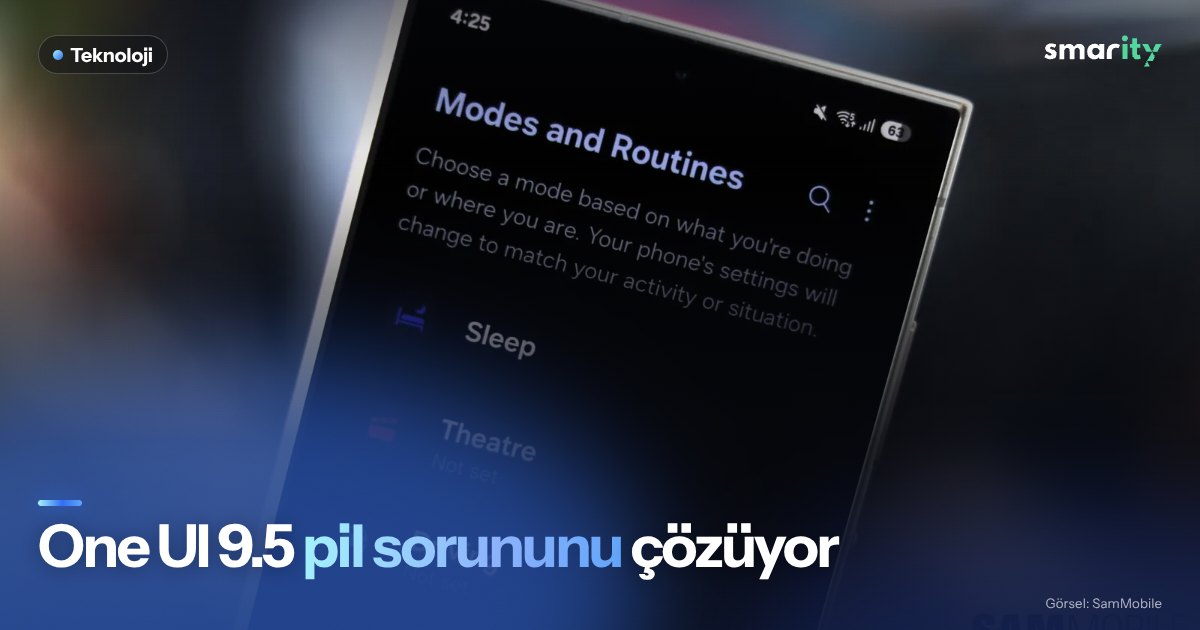 4:25
Teknoloji
smarity
63
Modes and Routines
Choose a mode based on what you're doing
or where you are. Your phone's settings will
change to match your activity or situation.
Sleep
Theatre
Not set
One UI 9.5 pil sorununu çözüyor
Görsel: SamMobile